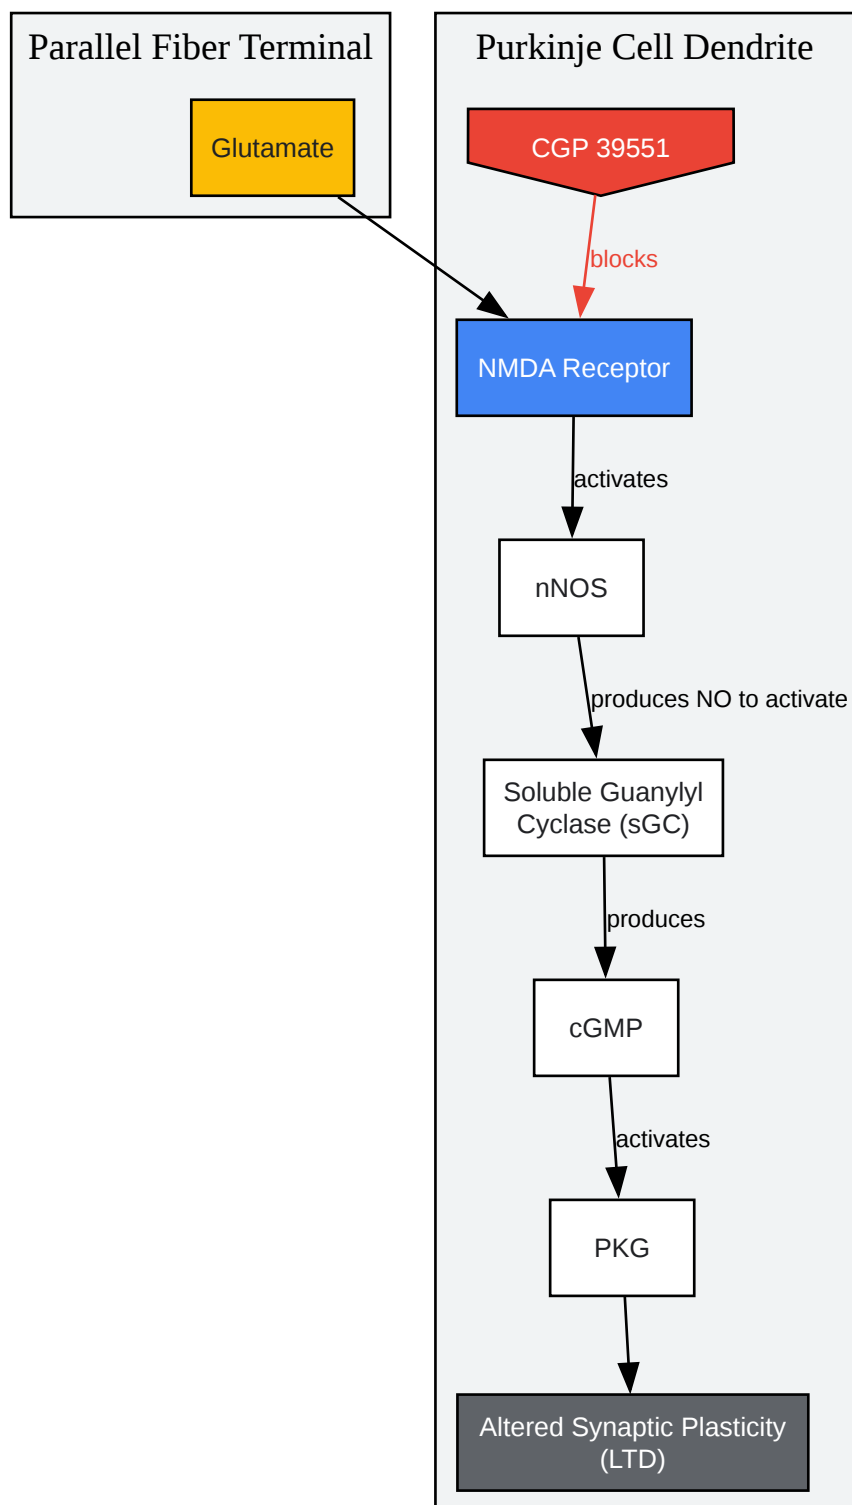 Parallel Fiber Terminal
Purkinje Cell Dendrite
Glutamate
CGP 39551
blocks
NMDA Receptor
activates
nNOS
produces NO to activate
Soluble Guanylyl
Cyclase (sGC)
produces
cGMP
activates
PKG
Altered Synaptic Plasticity
(LTD)